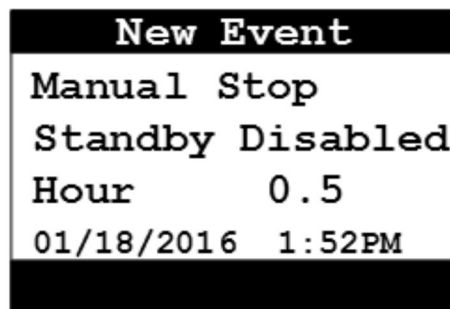 New Event
Manual Stop
Standby Disabled
Hour 0.5
01/18/2016 1:52PM